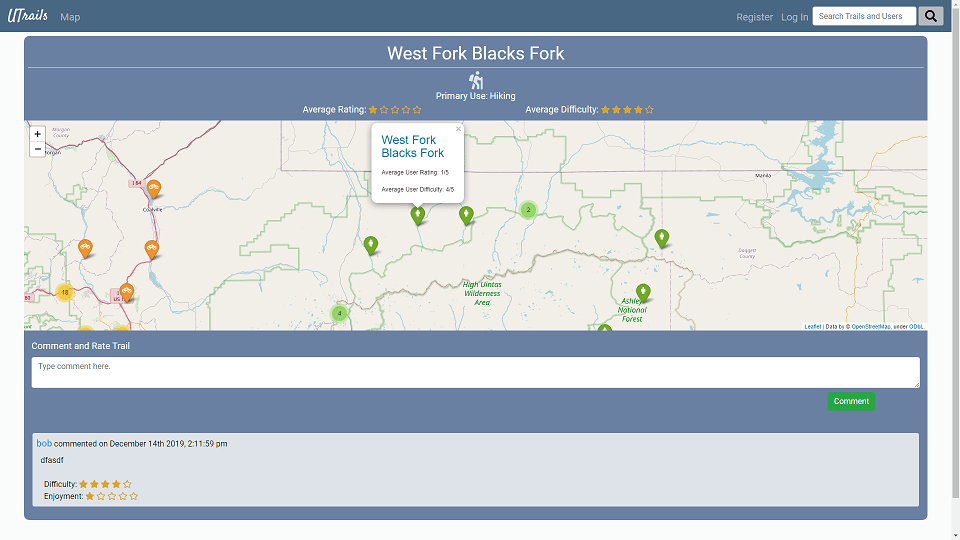 UTrails Map Register Log In Search Trails and Users
West Fork Blacks Fork
Primary Use: Hiking
Average Rating: Average Difficulty:
+
−
Morgan
County
Morgan
I 84
Coalville
West Fork
Blacks Fork
×
Average User Rating: 1/5
Average User Difficulty: 4/5
2
Manila
Daggett
County
High Uintas
Wilderness
Area
Ashley
National
Forest
18
80
US
4
Leaflet | Data by © OpenStreetMap, under ODbL.
Comment and Rate Trail
Type comment here.
Comment
bob commented on December 14th 2019, 2:11:59 pm
dfasdf
Difficulty:
Enjoyment: